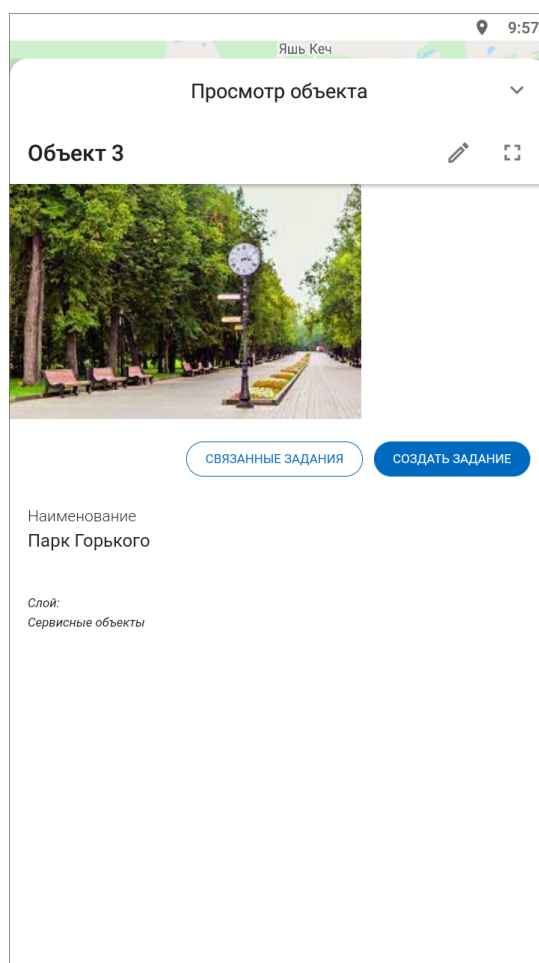 9:57
Яшь Кеч
Просмотр объекта
Объект 3
СВЯЗАННЫЕ ЗАДАНИЯ
СОЗДАТЬ ЗАДАНИЕ
Наименование
Парк Горького
Слой:
Сервисные объекты